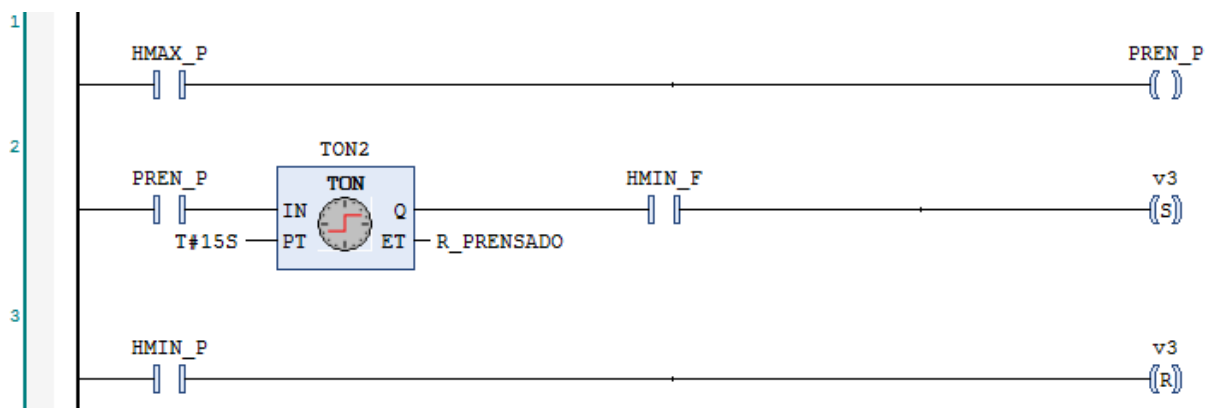 1
HMAX_P PREN_P
2
TON2
PREN_P TON HMIN_F v3
IN Q S
T#15S PT ET R_PRENSADO
3
HMIN_P v3
R